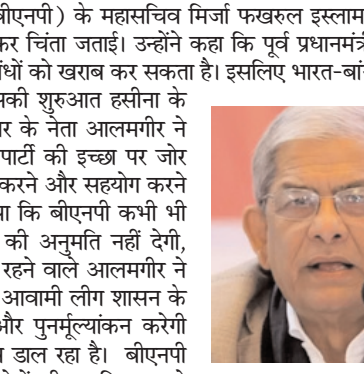 बीएनपी) के महासचिव मिर्जा फखरुल इस्लाम
कर चिंता जताई। उन्होंने कहा कि पूर्व प्रधानमंत्री
बंधों को खराब कर सकता है। इसलिए भारत-बां
सकी शुरुआत हसीना के
र के नेता आलमगीर ने
पार्टी की इच्छा पर जोर
करने और सहयोग करने
या कि बीएनपी कभी भी
की अनुमति नहीं देगी,
रहने वाले आलमगीर ने
आवामी लीग शासन के
और पुनर्मूल्यांकन करेगी
डाल रहा है। बीएनपी